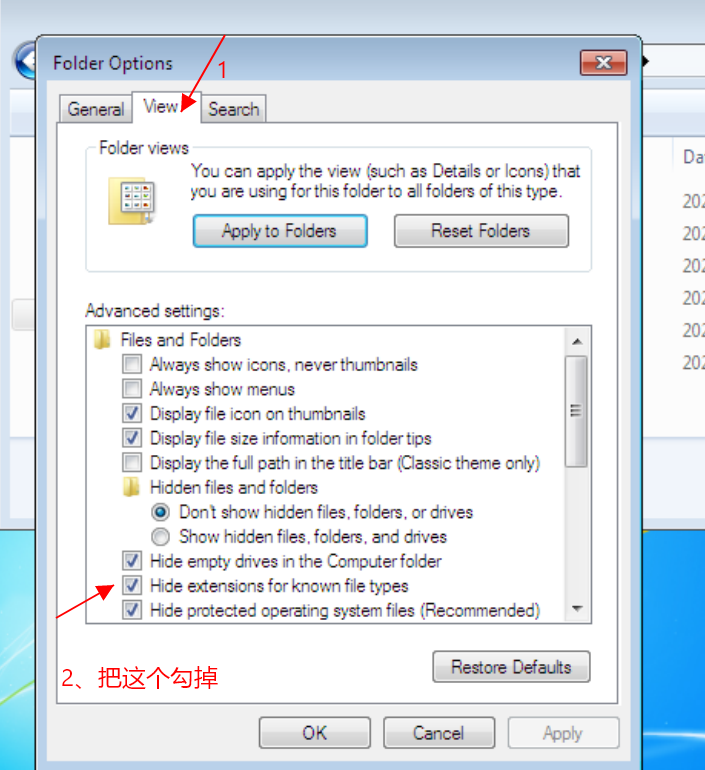 Folder Options
1
General
View
Search
Folder views
You can apply the view (such as Details or Icons) that
you are using for this folder to all folders of this type.
Apply to Folders
Reset Folders
Advanced settings:
Files and Folders
Always show icons, never thumbnails
Always show menus
Display file icon on thumbnails
Display file size information in folder tips
Display the full path in the title bar (Classic theme only)
Hidden files and folders
Don't show hidden files, folders, or drives
Show hidden files, folders, and drives
Hide empty drives in the Computer folder
Hide extensions for known file types
Hide protected operating system files (Recommended)
2、把这个勾掉
Restore Defaults
OK
Cancel
Apply
Da
202
202
202
202
202
202